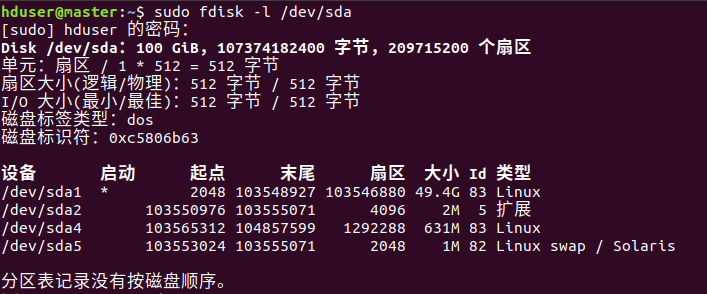 hduser@master:~$ sudo fdisk -l /dev/sda
[sudo] hduser 的密码：
Disk /dev/sda：100 GiB，107374182400 字节，209715200 个扇区
单元：扇区 / 1 * 512 = 512 字节
扇区大小(逻辑/物理)：512 字节 / 512 字节
I/O 大小(最小/最佳)：512 字节 / 512 字节
磁盘标签类型：dos
磁盘标识符：0xc5806b63
设备 启动 起点 末尾 扇区 大小 Id 类型
/dev/sda1 * 2048 103548927 103546880 49.4G 83 Linux
/dev/sda2 103550976 103555071 4096 2M 5 扩展
/dev/sda4 103565312 104857599 1292288 631M 83 Linux
/dev/sda5 103553024 103555071 2048 1M 82 Linux swap / Solaris
分区表记录没有按磁盘顺序。